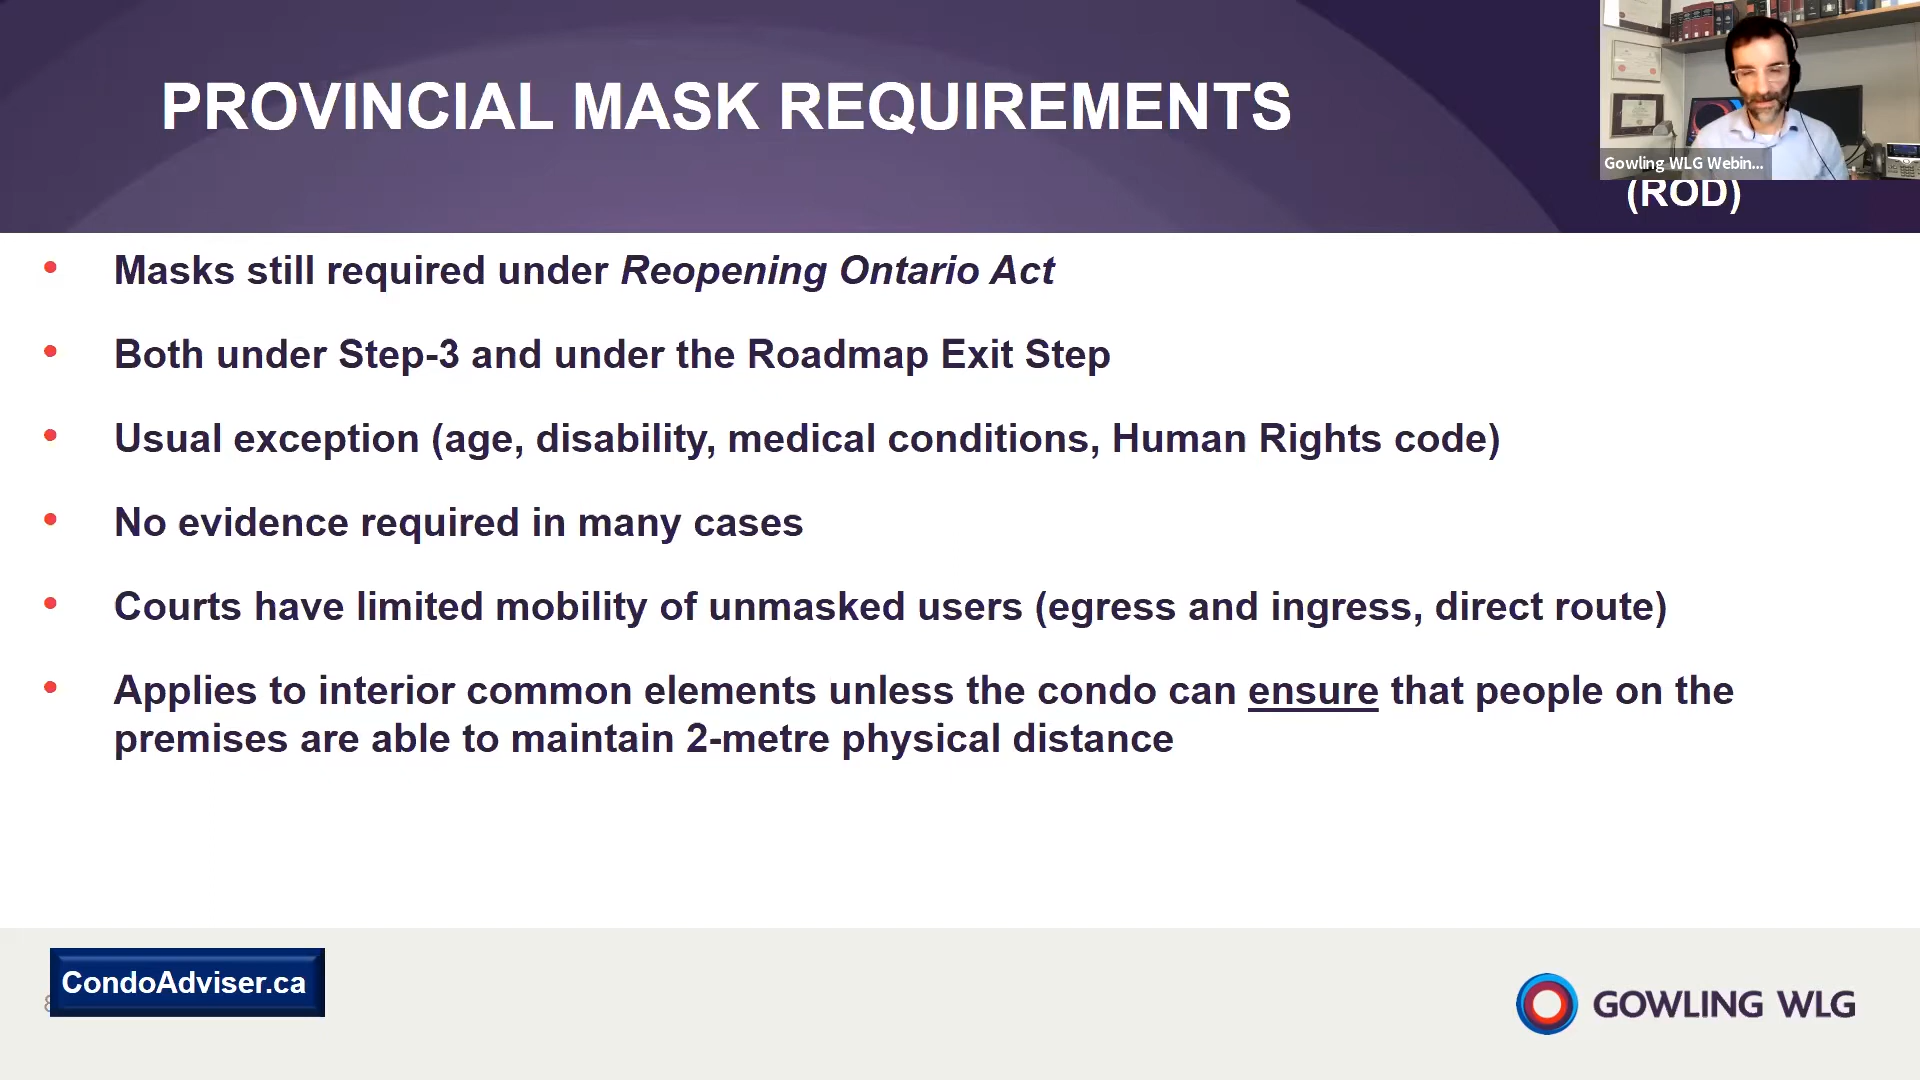 PROVINCIAL MASK REQUIREMENTS
Gowling WLG Webin...
(ROD)
• Masks still required under Reopening Ontario Act
• Both under Step-3 and under the Roadmap Exit Step
• Usual exception (age, disability, medical conditions, Human Rights code)
• No evidence required in many cases
• Courts have limited mobility of unmasked users (egress and ingress, direct route)
• Applies to interior common elements unless the condo can ensure that people on the
premises are able to maintain 2-metre physical distance
CondoAdviser.ca
GOWLING WLG